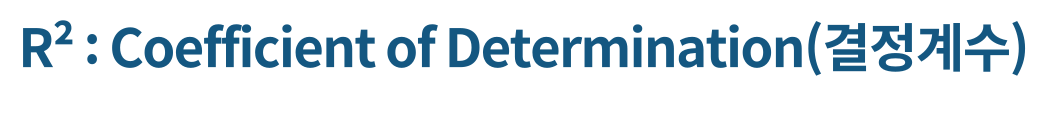 R² : Coefficient of Determination(결정계수)